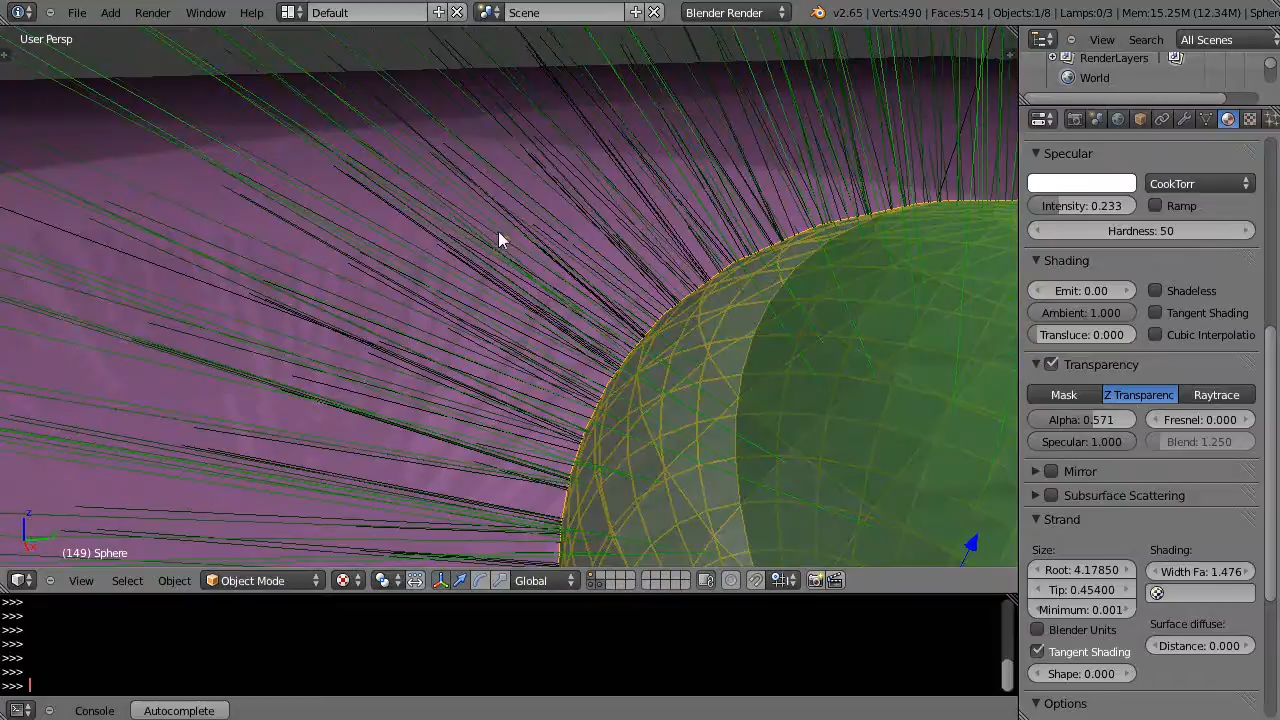 File Add Render Window Help Default Scene Blender Render v2.65 | Verts:490 | Faces:514 | Objects:1/8 | Lamps:0/3 | Mem:15.25M (12.34M) | Spher
User Persp
View Search All Scenes
RenderLayers
World
Specular
CookTorr
Intensity: 0.233 Ramp
Hardness: 50
Shading
Emit: 0.00 Shadeless
Ambient: 1.000 Tangent Shading
Transluce: 0.000 Cubic Interpolatio
Transparency
Mask Z Transparenc Raytrace
Alpha: 0.571 Fresnel: 0.000
Specular: 1.000 Blend: 1.250
Mirror
Subsurface Scattering
Strand
Size: Shading:
Root: 4.17850 Width Fa: 1.476
Tip: 0.45400
Minimum: 0.001
Surface diffuse:
Blender Units
Tangent Shading Distance: 0.000
Shape: 0.000
Options
z
x
(149) Sphere
View Select Object Object Mode Global
>>>
>>>
>>>
>>>
>>>
>>>
>>>
Console Autocomplete